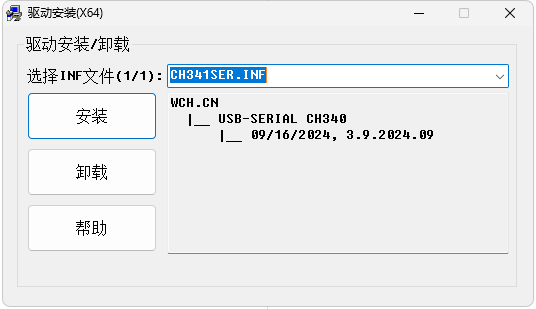 驱动安装(X64)
驱动安装/卸载
选择INF文件(1/1): CH341SER.INF
安装
卸载
帮助
WCH.CN
|__ USB-SERIAL CH340
|__ 09/16/2024, 3.9.2024.09